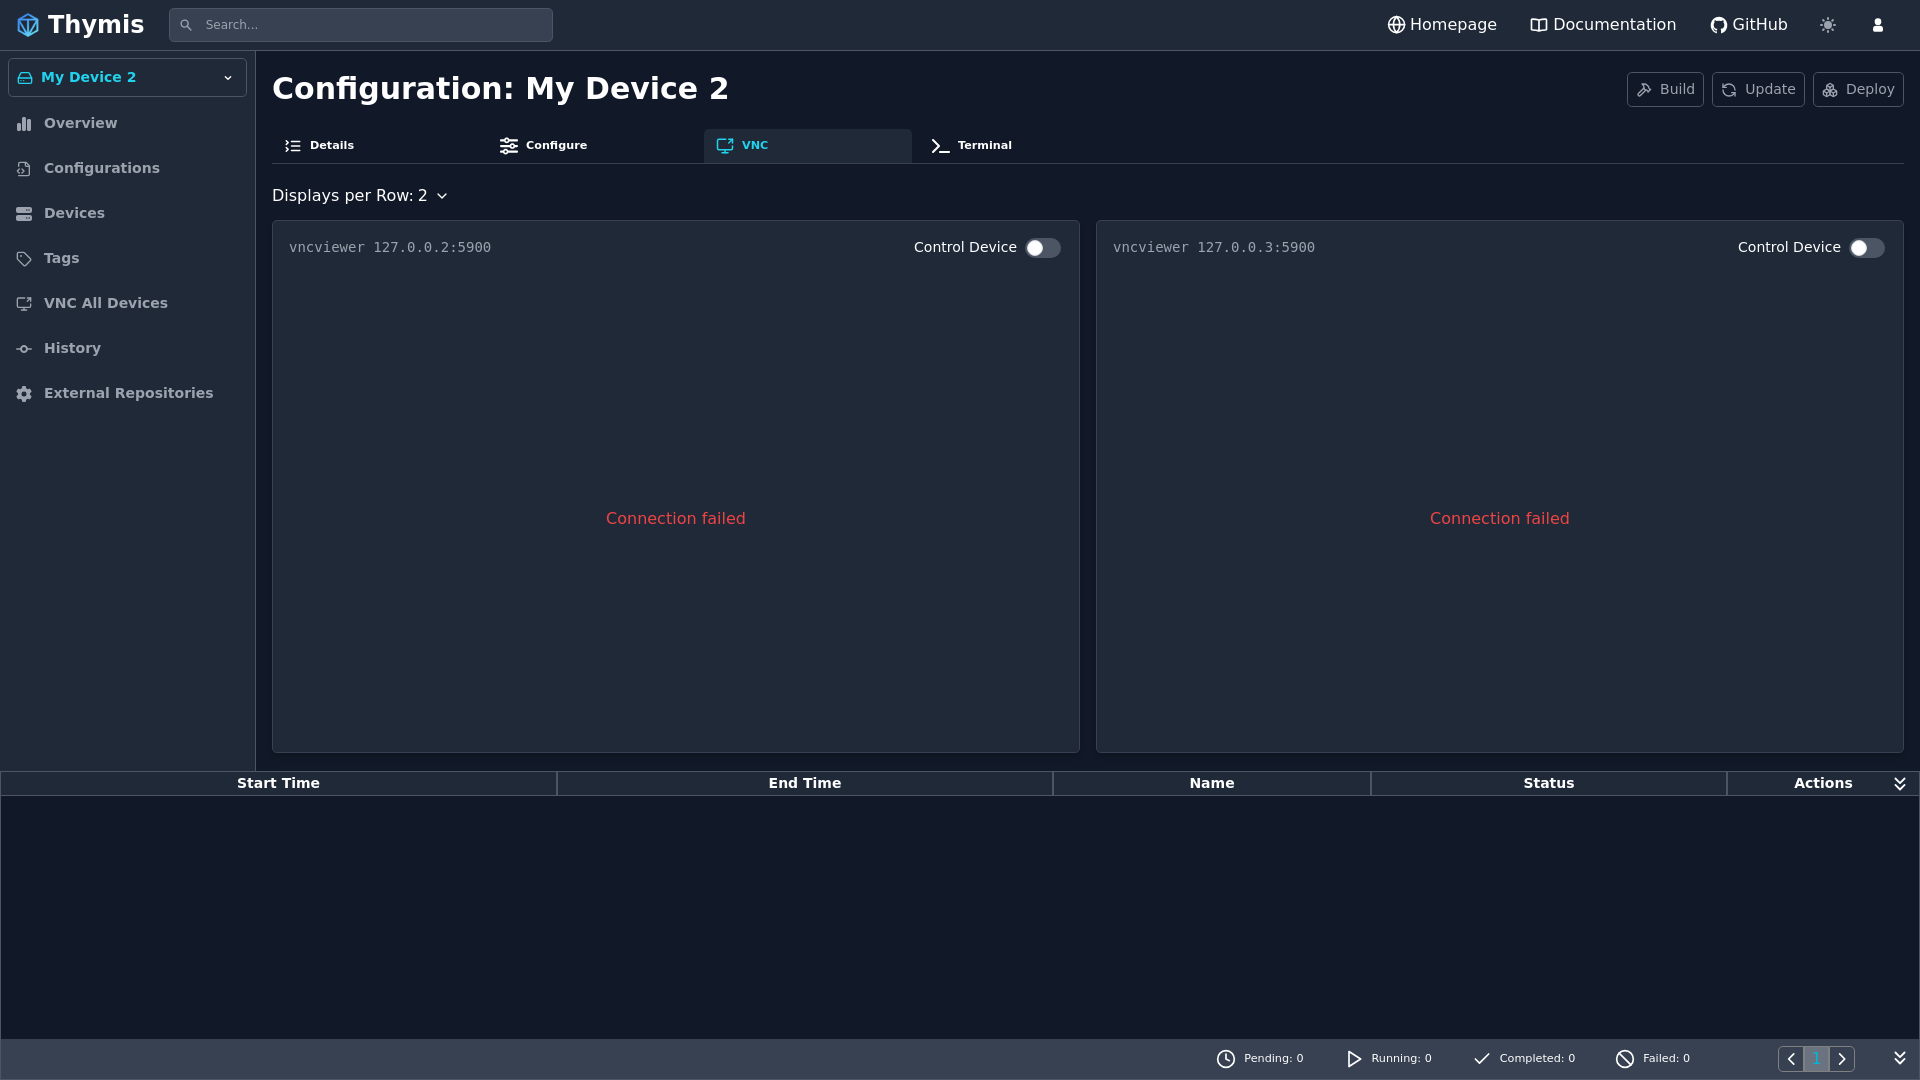 Thymis
Search...
Homepage
Documentation
GitHub
My Device 2
Overview
Configurations
Devices
Tags
VNC All Devices
History
External Repositories
Configuration: My Device 2
Build
Update
Deploy
Details
Configure
VNC
Terminal
Displays per Row: 2
vncviewer 127.0.0.2:5900
Control Device
Connection failed
vncviewer 127.0.0.3:5900
Control Device
Connection failed
Start Time
End Time
Name
Status
Actions
Pending: 0
Running: 0
Completed: 0
Failed: 0
1